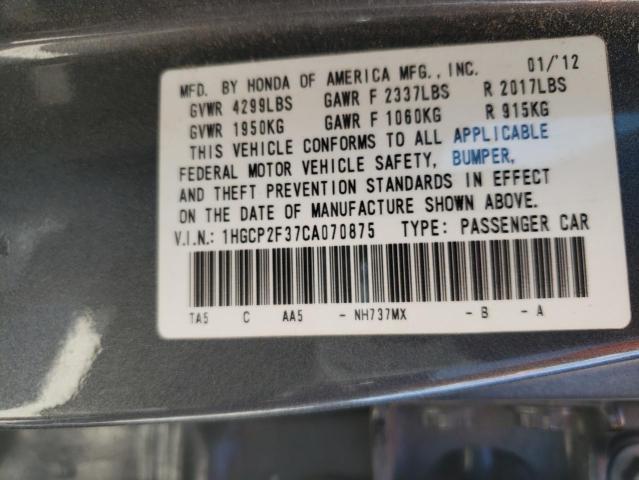 MFD. BY HONDA OF AMERICA MFG., INC. 01/'12
GVWR 4299LBS GAWR F 2337LBS R 2017LBS
GVWR 1950KG GAWR F 1060KG R 915KG
THIS VEHICLE CONFORMS TO ALL APPLICABLE
FEDERAL MOTOR VEHICLE SAFETY, BUMPER,
AND THEFT PREVENTION STANDARDS IN EFFECT
ON THE DATE OF MANUFACTURE SHOWN ABOVE.
V.I.N.: 1HGCP2F37CA070875 TYPE: PASSENGER CAR
TA5 C AA5 - NH737MX - B - A